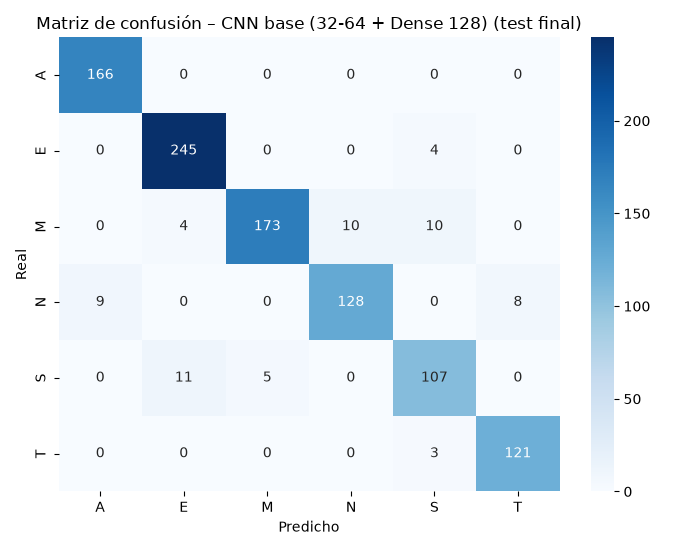 Matriz de confusión – CNN base (32-64 + Dense 128) (test final)
A 166 0 0 0 0 0
E 0 245 0 0 4 0
M 0 4 173 10 10 0
N 9 0 0 128 0 8
S 0 11 5 0 107 0
T 0 0 0 0 3 121
A E M N S T
Predicho
Real
200
150
100
50
0